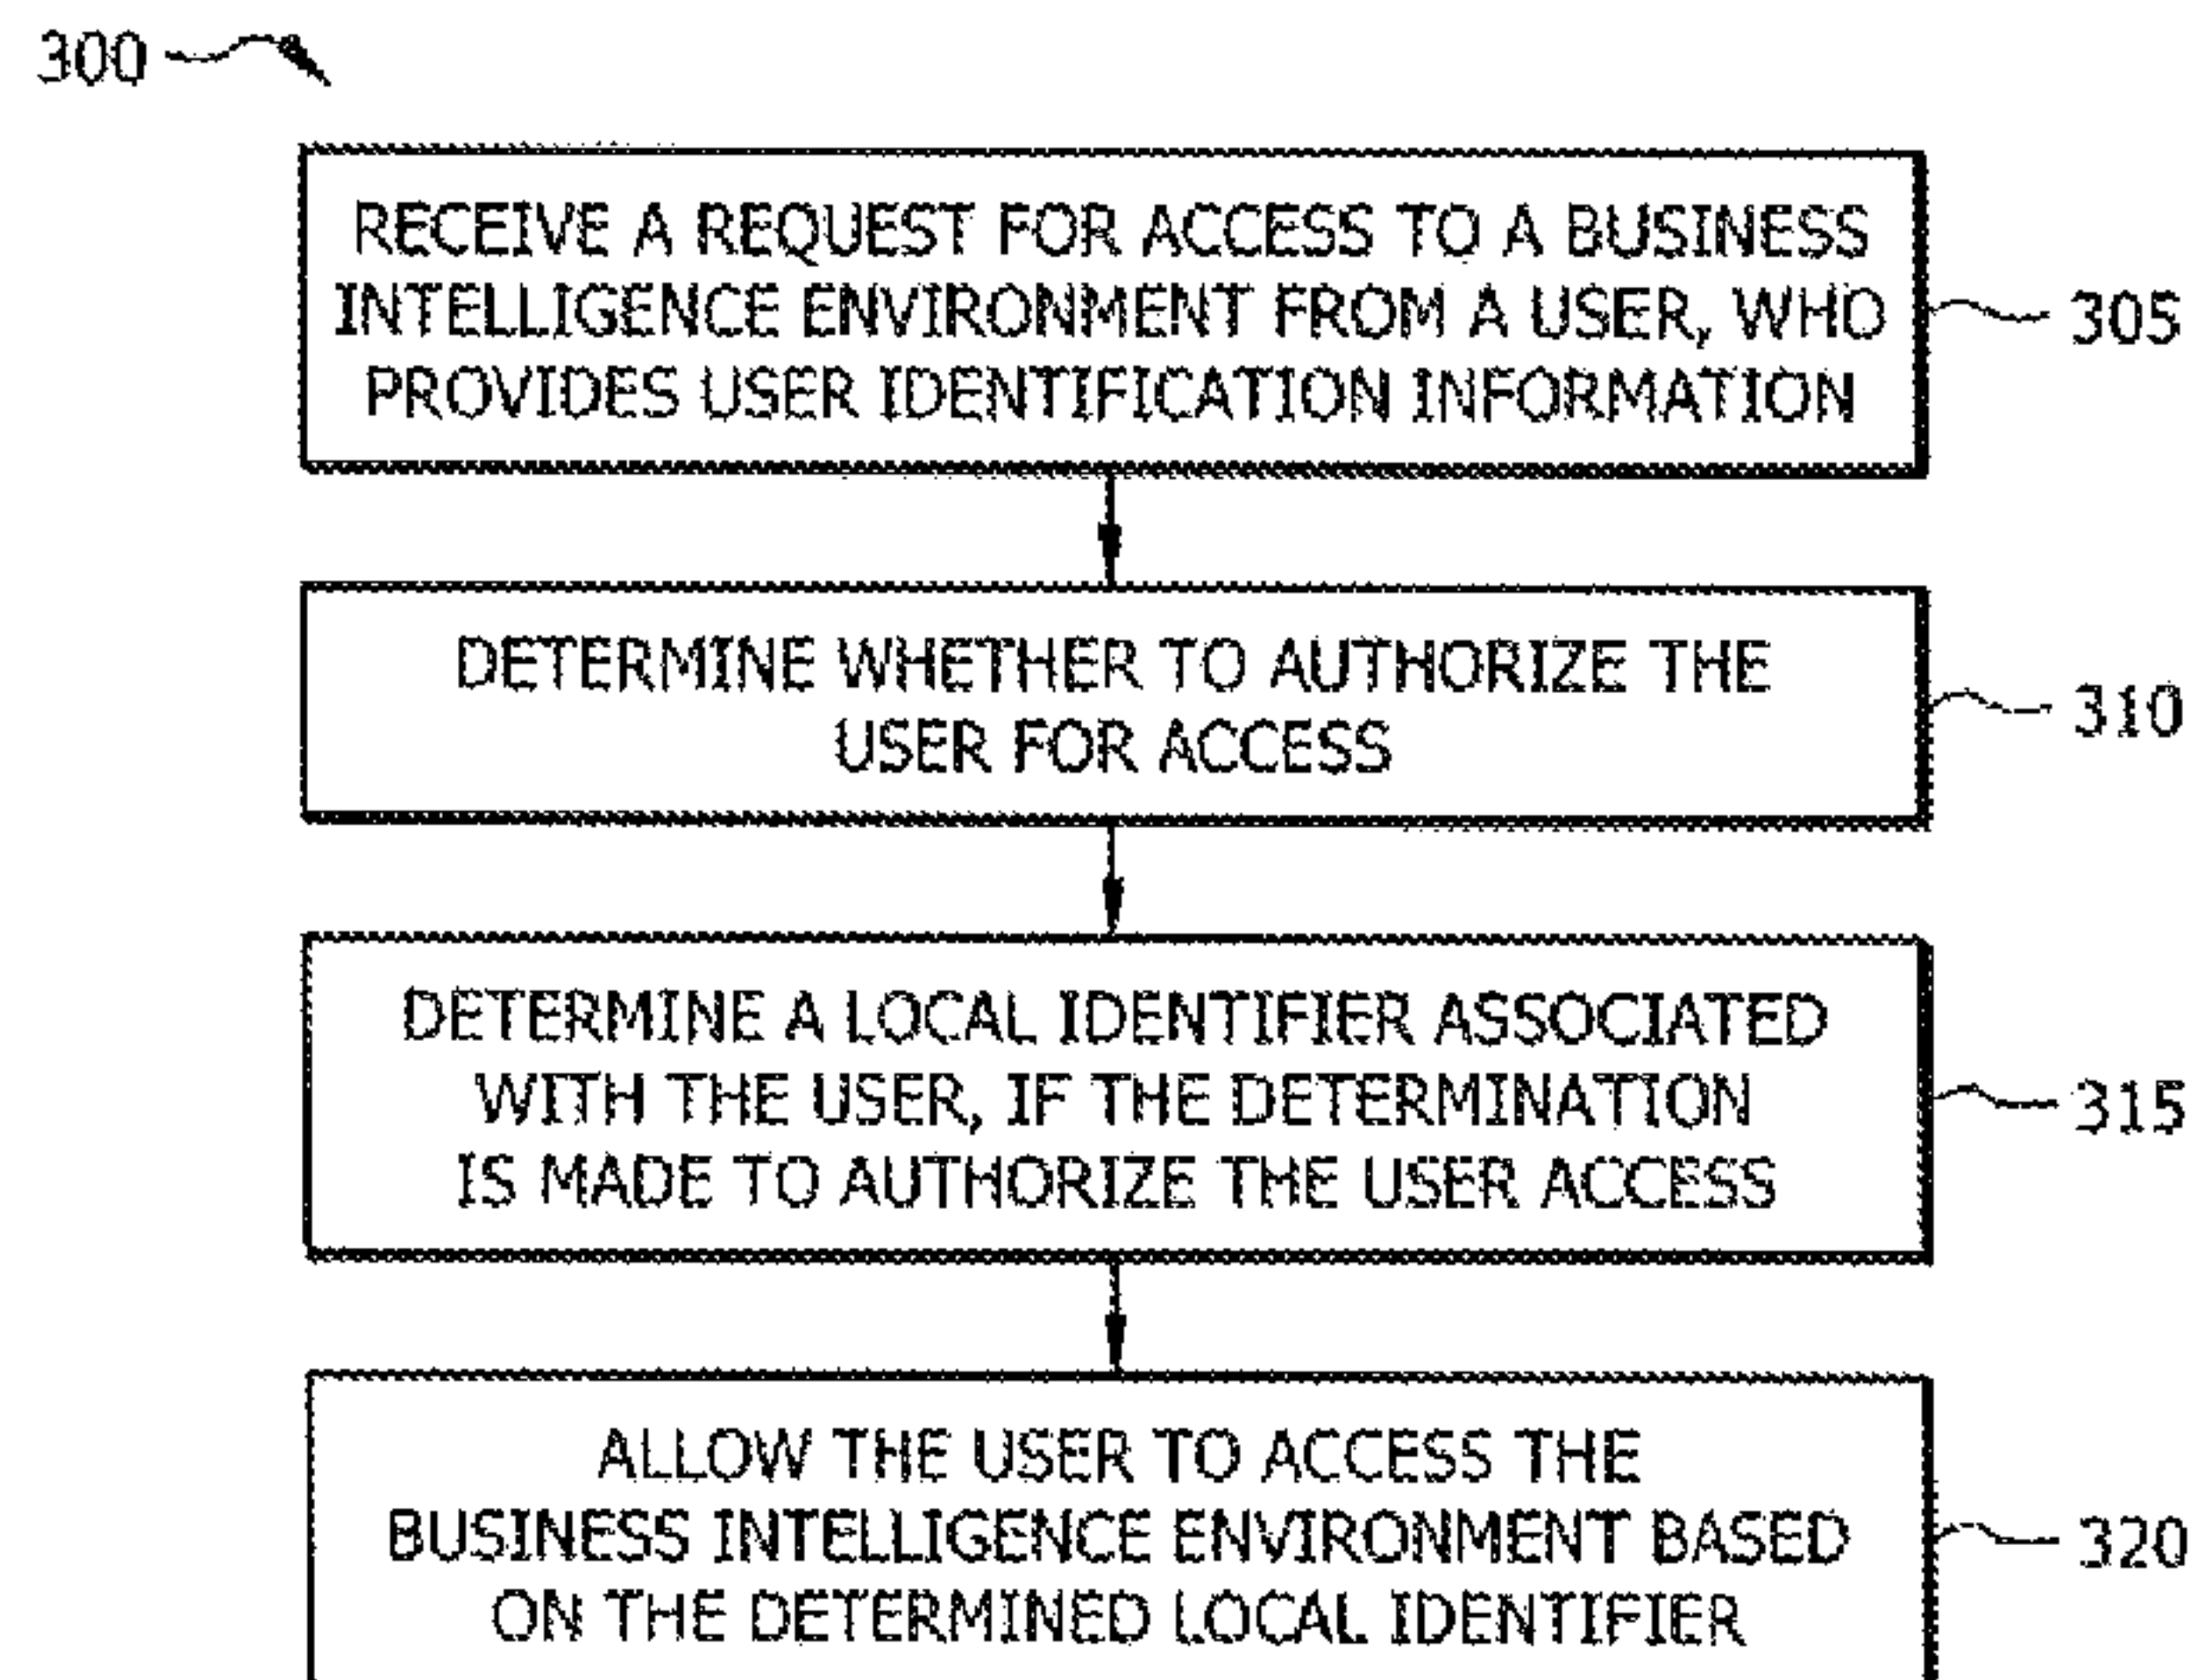 300
RECEIVE A REQUEST FOR ACCESS TO A BUSINESS
INTELLIGENCE ENVIRONMENT FROM A USER, WHO
PROVIDES USER IDENTIFICATION INFORMATION
305
DETERMINE WHETHER TO AUTHORIZE THE
USER FOR ACCESS
310
DETERMINE A LOCAL IDENTIFIER ASSOCIATED
WITH THE USER, IF THE DETERMINATION
IS MADE TO AUTHORIZE THE USER ACCESS
315
ALLOW THE USER TO ACCESS THE
BUSINESS INTELLIGENCE ENVIRONMENT BASED
ON THE DETERMINED LOCAL IDENTIFIER
320